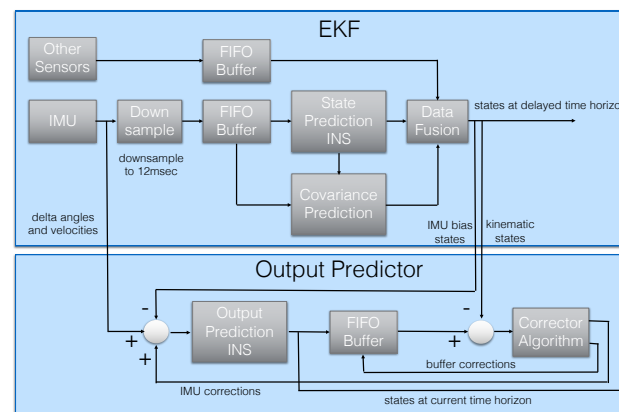 EKF
Other
Sensors
FIFO
Buffer
IMU
Down
sample
FIFO
Buffer
State
Prediction
INS
Data
Fusion
states at delayed time horizo
downsample
to 12msec
Covariance
Prediction
delta angles
and velocities
IMU bias
states
kinematic
states
Output Predictor
-
+
+
Output
Prediction
INS
FIFO
Buffer
-
+
Corrector
Algorithm
buffer corrections
IMU corrections
states at current time horizon